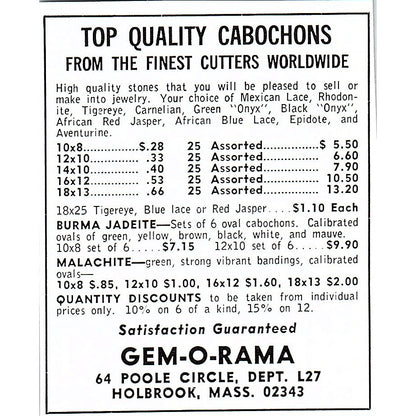 TOP QUALITY CABOCHONS
FROM THE FINEST CUTTERS WORLDWIDE
High quality stones that you will be pleased to sell or
make into jewelry. Your choice of Mexican Lace, Rhodon-
ite, Tigereye, Carnelian, Green "Onyx", Black "Onyx",
African Red Jasper, African Blue Lace, Epidote, and
Aventurine.
10x8..........$.28 25 Assorted..........$ 5.50
12x10.......... .33 25 Assorted.......... 6.60
14x10.......... .40 25 Assorted.......... 7.90
16x12.......... .53 25 Assorted.......... 10.50
18x13.......... .66 25 Assorted.......... 13.20
18x25 Tigereye, Blue lace or Red Jasper....$1.10 Each
BURMA JADEITE—Sets of 6 oval cabochons. Calibrated
ovals of green, yellow, brown, black, white, and mauve.
10x8 set of 6.....$7.15 12x10 set of 6.....$9.90
MALACHITE—green, strong vibrant bandings, calibrated
ovals—
10x8 $.85, 12x10 $1.00, 16x12 $1.60, 18x13 $2.00
QUANTITY DISCOUNTS to be taken from individual
prices only. 10% on 6 of a kind, 15% on 12.
Satisfaction Guaranteed
GEM-O-RAMA
64 POOLE CIRCLE, DEPT. L27
HOLBROOK, MASS. 02343